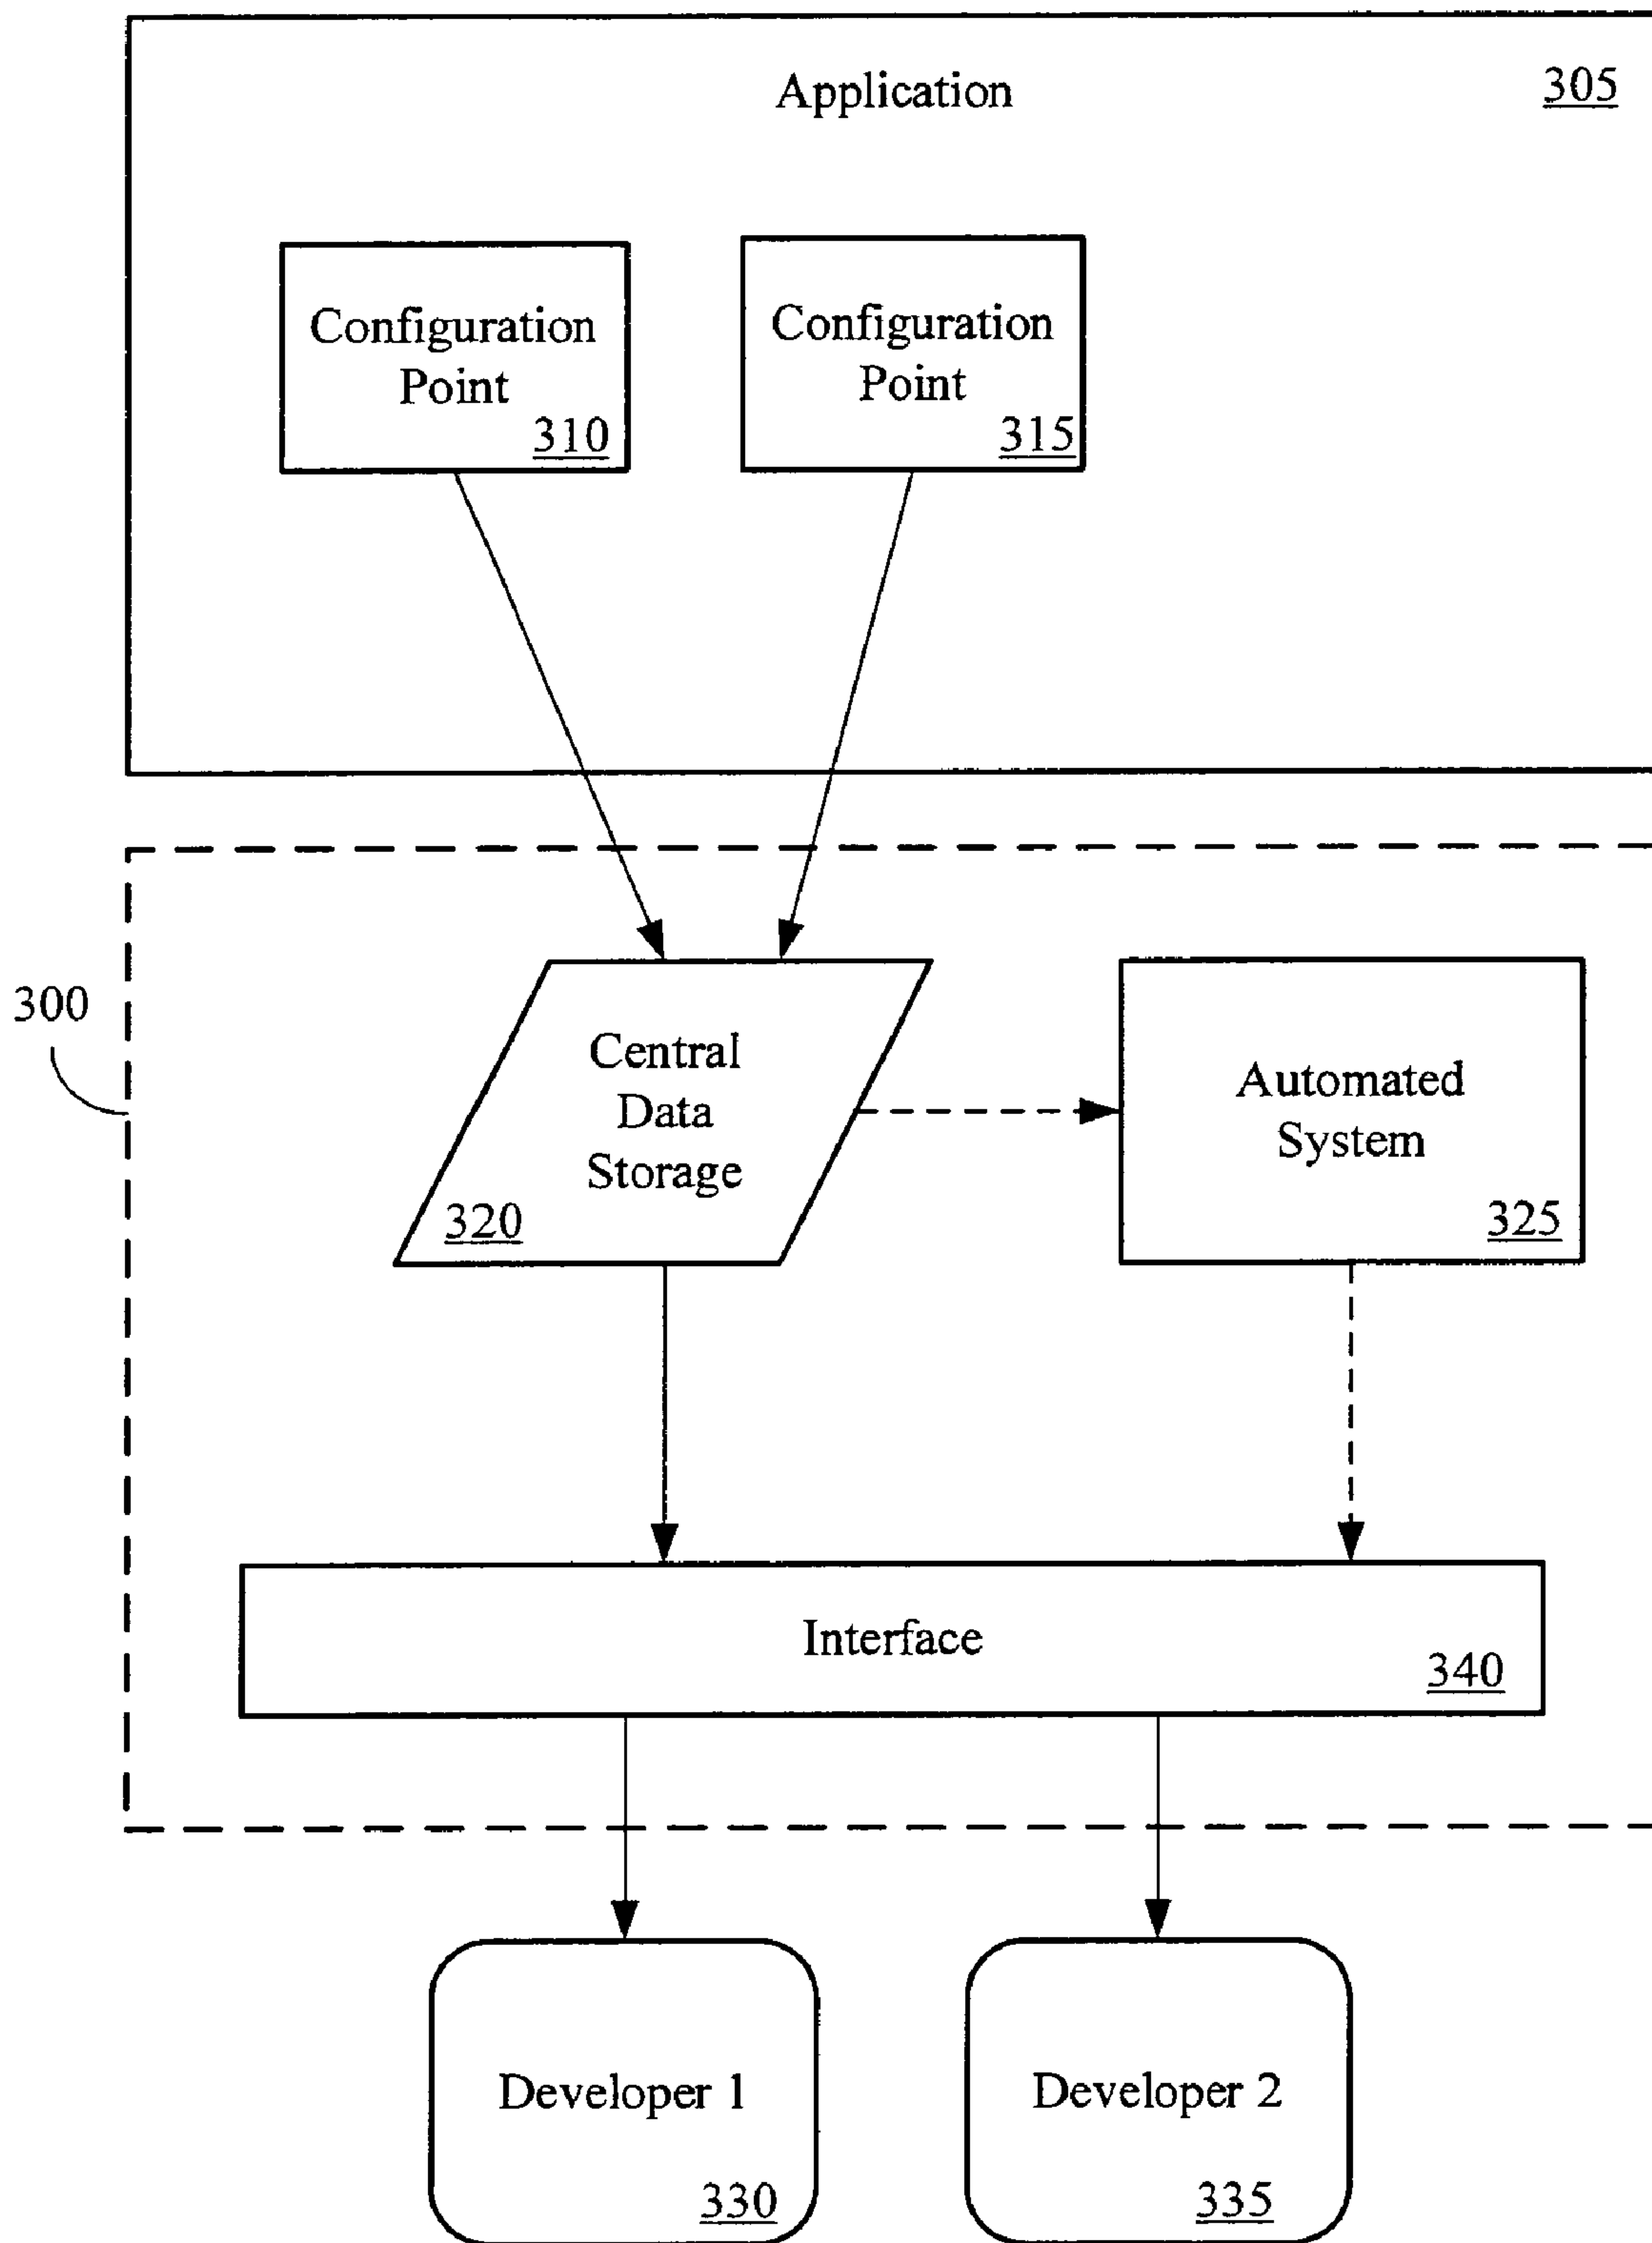 Application
305
Configuration
Point
310
Configuration
Point
315
300
Central
Data
Storage
320
Automated
System
325
Interface
340
Developer 1
330
Developer 2
335